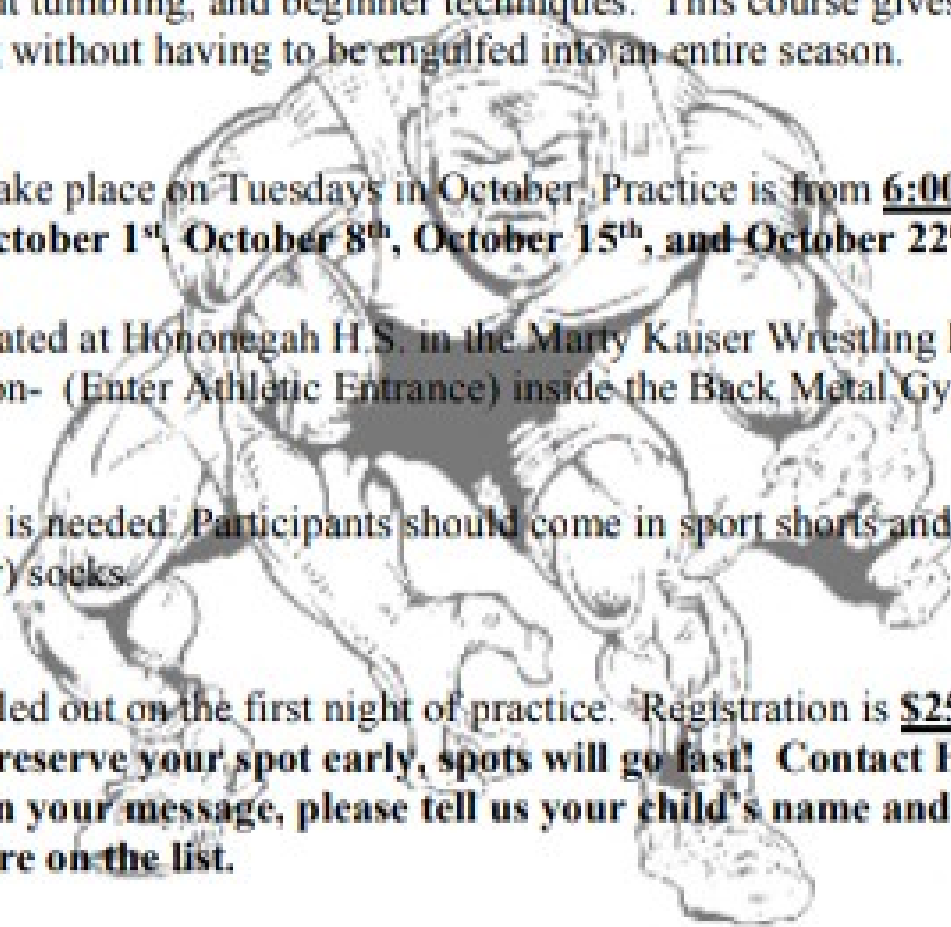 t tumbling, and beginner techniques. This course gives
without having to be engulfed into an entire season.
ake place on Tuesdays in October. Practice is from 6:00
ctober 1st, October 8th, October 15th, and October 22
ated at Hononegah H.S. in the Marty Kaiser Wrestling
on- (Enter Athletic Entrance) inside the Back Metal Gy
is needed. Participants should come in sport shorts and
r) socks.
led out on the first night of practice. Registration is $25
reserve your spot early, spots will go fast! Contact
n your message, please tell us your child's name and
re on the list.